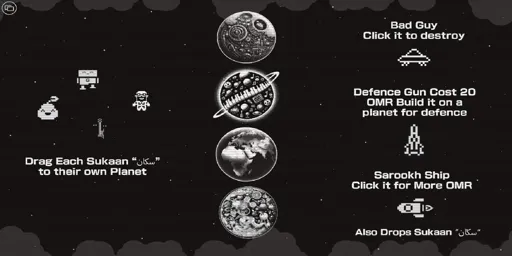 Drag Each Sukaan “سكان”
to their own Planet
Bad Guy
Click it to destroy
Defence Gun Cost 20
OMR Build it on a
planet for defence
Sarookh Ship
Click it for More OMR
Also Drops Sukaan “سكان”